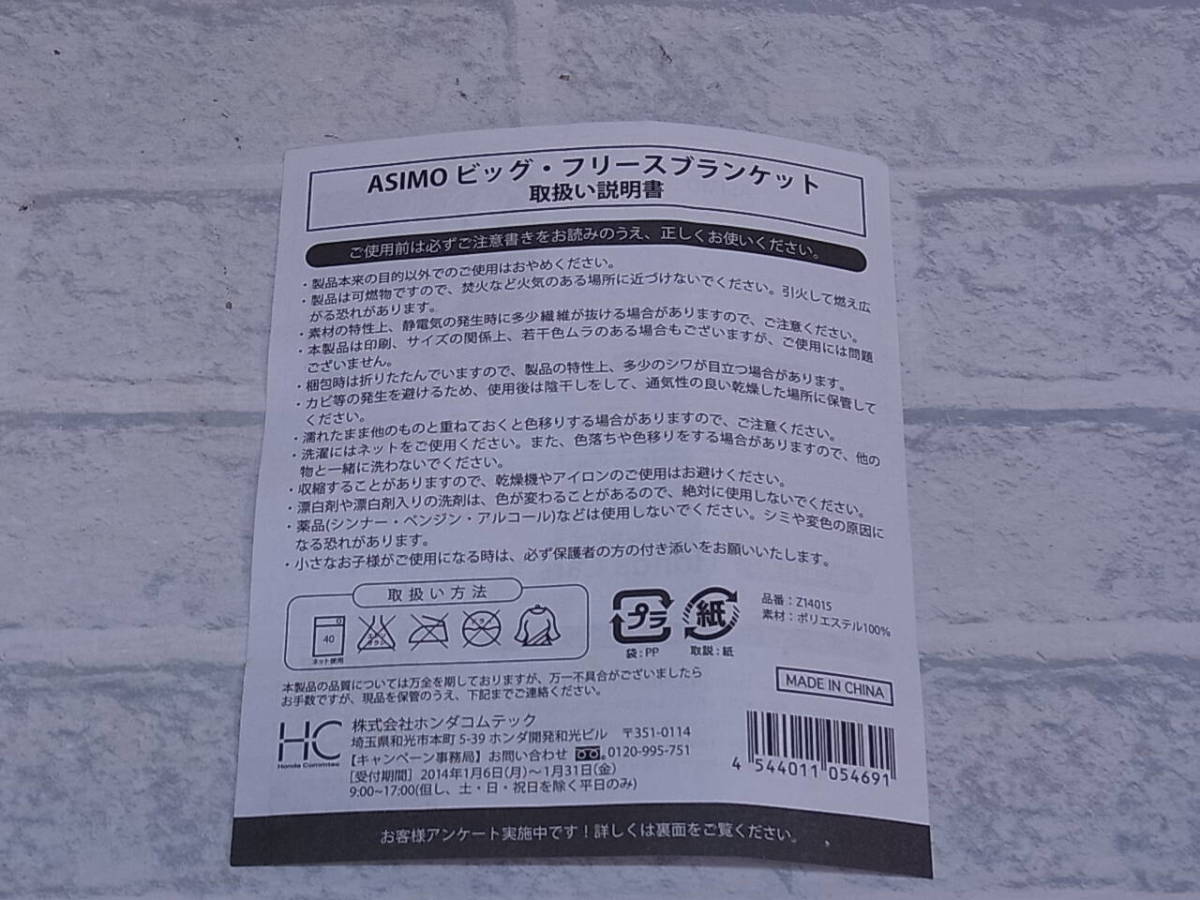 ASIMO ビッグ・フリースブランケット
取扱い説明書
ご使用前は必ずご注意書きをお読みのうえ、正しくお使いください。
・製品本来の目的以外でのご使用はおやめください。
・製品は可燃物ですので、焚火など火気のある場所に近づけないでください。引火して燃え広
がる恐れがあります。
・素材の特性上、静電気の発生時に多少繊維が抜ける場合がありますので、ご注意ください。
・本製品は印刷、サイズの関係上、若干色ムラのある場合もございますが、ご使用には問題
ございません。
・梱包時は折りたたんでいますので、製品の特性上、多少のシワが目立つ場合があります。
・カビ等の発生を避けるため、使用後は陰干しをして、通気性の良い乾燥した場所に保管して
ください。
・濡れたまま他のものと重ねておくと色移りする場合がありますので、ご注意ください。
・洗濯にはネットをご使用ください。また、色落ちや色移りをする場合がありますので、他の
物と一緒に洗わないでください。
・収縮することがありますので、乾燥機やアイロンのご使用はお避けください。
・漂白剤や漂白剤入りの洗剤は、色が変わることがあるので、絶対に使用しないでください。
・薬品(シンナー・ベンジン・アルコール)などは使用しないでください。シミや変色の原因に
なる恐れがあります。
・小さなお子様がご使用になる時は、必ず保護者の方の付き添いをお願いいたします。
取扱い方法
40
ネット使用
プラ
袋:PP
紙
取説:紙
品番:Z14015
素材:ポリエステル100%
本製品の品質については万全を期しておりますが、万一不具合がございましたら
お手数ですが、現品を保管のうえ、下記までご連絡ください。
MADE IN CHINA
HC
Honda Commtec
株式会社ホンダコムテック
埼玉県和光市本町 5-39 ホンダ開発和光ビル 〒351-0114
【キャンペーン事務局】お問い合わせ 0120-995-751
[受付期間] 2014年1月6日(月)~1月31日(金)
9:00~17:00(但し、土・日・祝日を除く平日のみ)
4 544011 054691
お客様アンケート実施中です!詳しくは裏面をご覧ください。